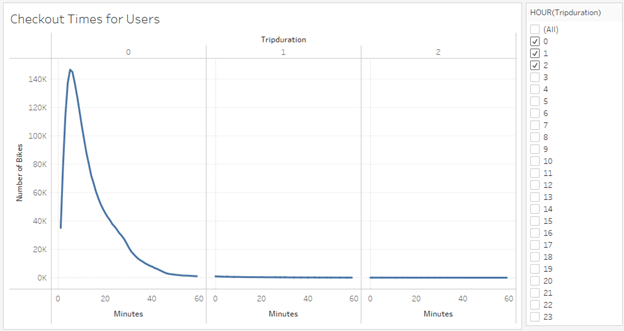 Checkout Times for Users
Tripduration
0 1 2
Number of Bikes
140K
120K
100K
80K
60K
40K
20K
0K
0 20 40 60 0 20 40 60 0 20 40 60
Minutes Minutes Minutes
HOUR(Tripduration)
(All)
0
1
2
3
4
5
6
7
8
9
10
11
12
13
14
15
16
17
18
19
20
21
22
23